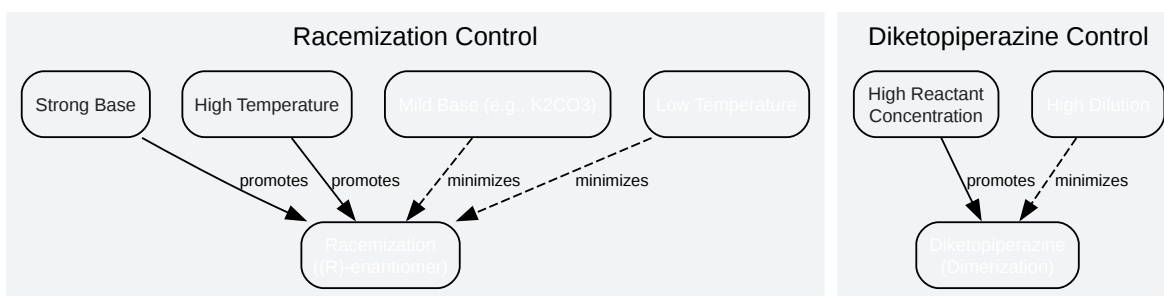 Racemization Control
Diketopiperazine Control
Strong Base
High Temperature
Mild Base (e.g., K2CO3)
Low Temperature
High Reactant
Concentration
High Dilution
promotes
promotes
minimizes
minimizes
promotes
minimizes
Racemization
((R)-enantiomer)
Diketopiperazine
(Dimerization)